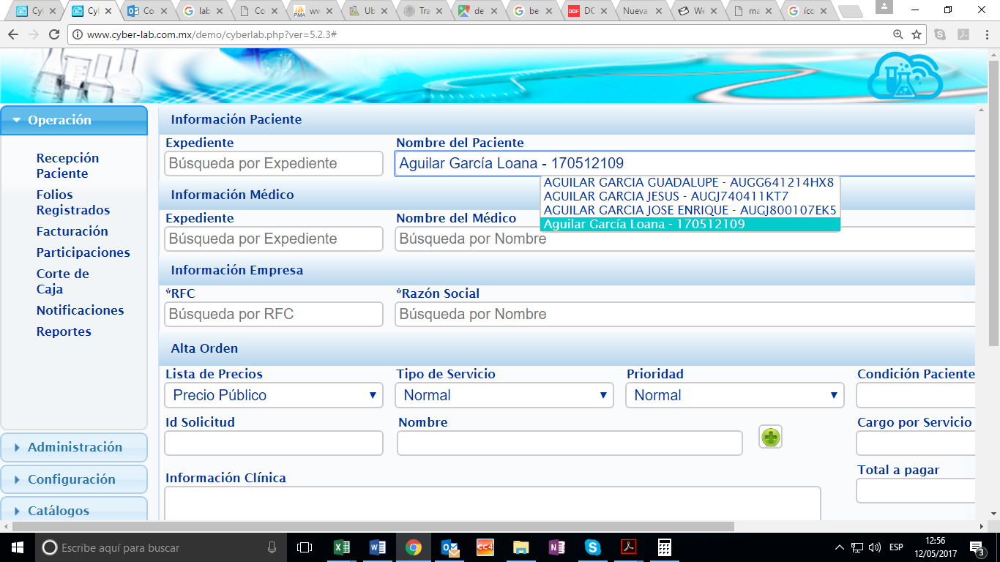 Cyl
Cyl
Co
lab
Co
PMA
wv
Ub
Tra
de
be
DOF
DC
Nueva
We
ma
íco
www.cyber-lab.com.mx/demo/cyberlab.php?ver=5.2.3#
Operación
Recepción
Paciente
Folios
Registrados
Facturación
Participaciones
Corte de
Caja
Notificaciones
Reportes
Administración
Configuración
Catálogos
Información Paciente
Expediente
Nombre del Paciente
Búsqueda por Expediente
Aguilar García Loana - 170512109
AGUILAR GARCIA GUADALUPE - AUGG641214HX8
AGUILAR GARCIA JESUS - AUGJ740411KT7
AGUILAR GARCIA JOSE ENRIQUE - AUGJ800107EK5
Aguilar García Loana - 170512109
Información Médico
Expediente
Nombre del Médico
Búsqueda por Expediente
Búsqueda por Nombre
Información Empresa
*RFC
*Razón Social
Búsqueda por RFC
Búsqueda por Nombre
Alta Orden
Lista de Precios
Tipo de Servicio
Prioridad
Condición Paciente
Precio Público
Normal
Normal
Id Solicitud
Nombre
Cargo por Servicio
Información Clínica
Total a pagar
Escribe aquí para buscar
CC4
ESP
12:56
12/05/2017
3